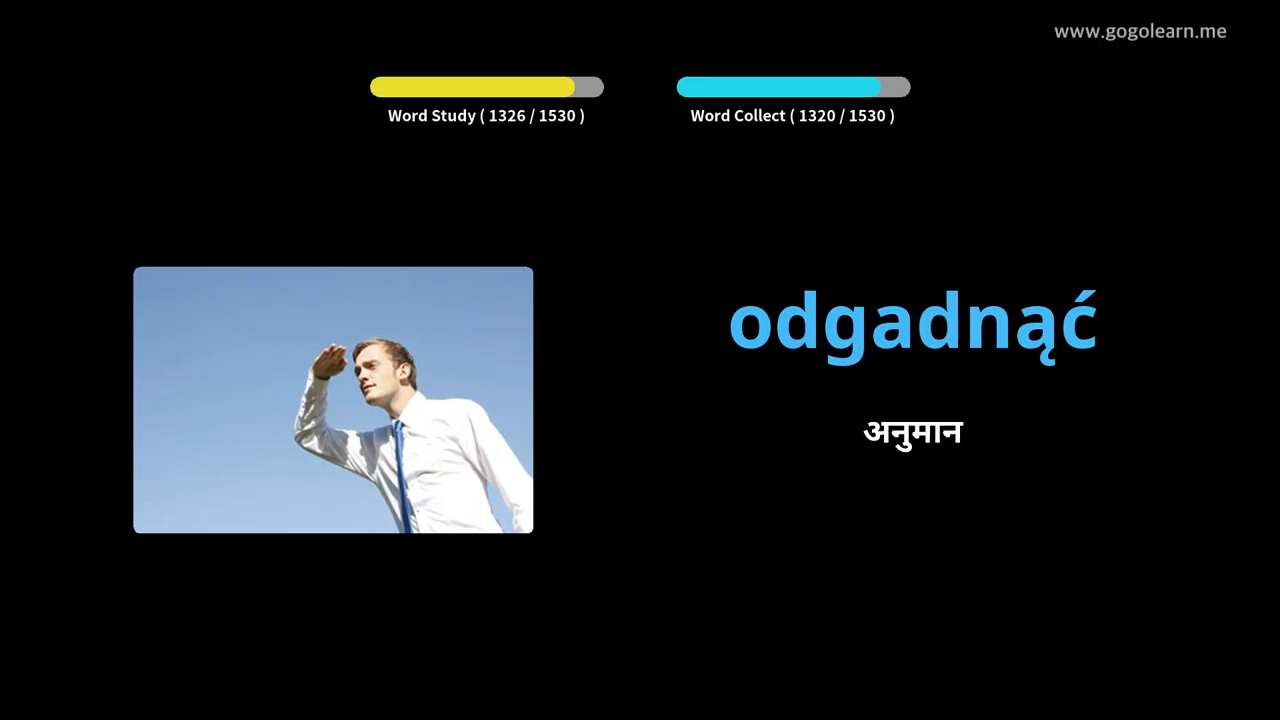 www.gogolearn.me
Word Study ( 1326 / 1530 )
Word Collect ( 1320 / 1530 )
odgadnąć
अनुमान